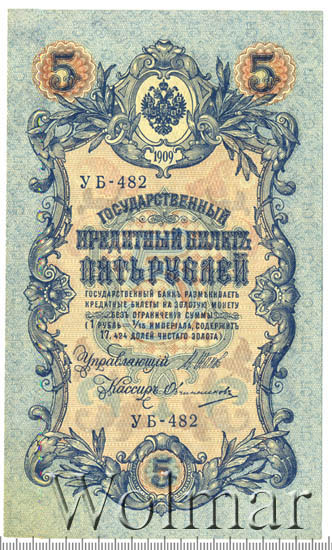 5 5
1909
УБ-482
ГОСУДАРСТВЕННЫЙ
КРЕДИТНЫЙ БИЛЕТЪ
ПЯТЬ РУБЛЕЙ
ГОСУДАРСТВЕННЫЙ БАНКЪ РАЗМѢНИВАЕТЪ
КРЕДИТНЫЕ БИЛЕТЫ НА ЗОЛОТУЮ МОНЕТУ
БЕЗЪ ОГРАНИЧЕНІЯ СУММЫ
(1 РУБЛЬ = 1/15 ИМПЕРІАЛА, СОДЕРЖИТЪ
17,424 ДОЛЕЙ ЧИСТАГО ЗОЛОТА)
Управляющій
Кассиръ Овчинниковъ
УБ-482
5
Wolmar